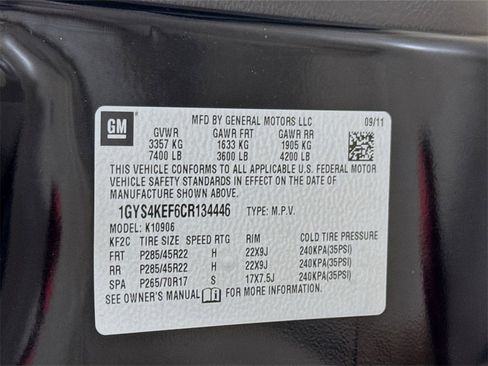 GM
MFD BY GENERAL MOTORS LLC 09/11
GVWR GAWR FRT GAWR RR
3357 KG 1633 KG 1905 KG
7400 LB 3600 LB 4200 LB
THIS VEHICLE CONFORMS TO ALL APPLICABLE U.S. FEDERAL MOTOR
VEHICLE SAFETY STANDARDS IN EFFECT ON THE DATE OF
MANUFACTURE SHOWN ABOVE.
1GYS4KEF6CR134446 TYPE: M.P.V.
MODEL: K10906
KF2C TIRE SIZE SPEED RTG RIM COLD TIRE PRESSURE
FRT P285/45R22 H 22X9J 240KPA(35PSI)
RR P285/45R22 H 22X9J 240KPA(35PSI)
SPA P265/70R17 S 17X7.5J 240KPA(35PSI)
SEE OWNER'S MANUAL FOR MORE INFORMATION.